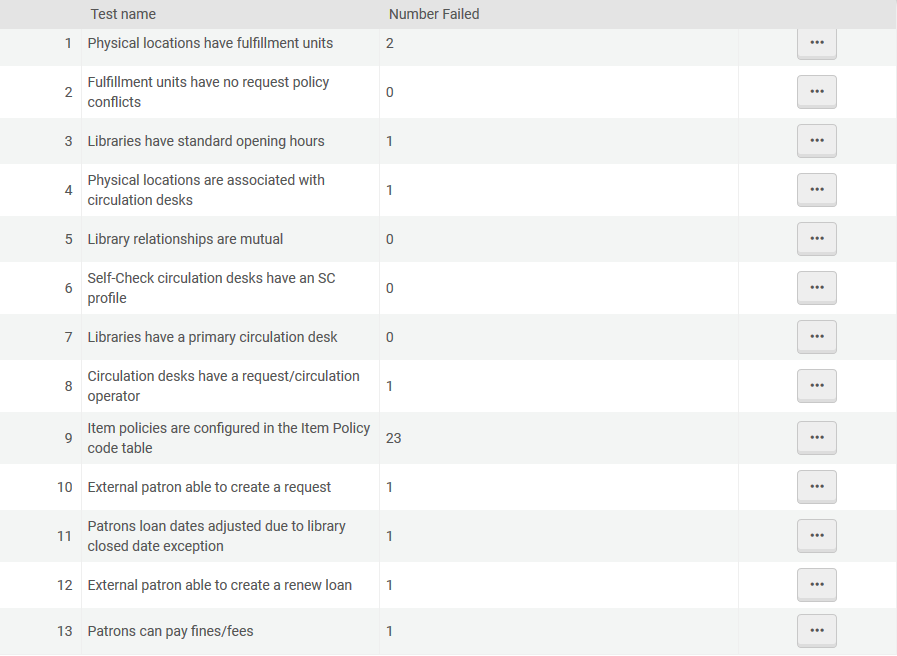 Test name Number Failed
1 Physical locations have fulfillment units 2
2 Fulfillment units have no request policy
conflicts 0
3 Libraries have standard opening hours 1
4 Physical locations are associated with
circulation desks 1
5 Library relationships are mutual 0
6 Self-Check circulation desks have an SC
profile 0
7 Libraries have a primary circulation desk 0
8 Circulation desks have a request/circulation
operator 1
9 Item policies are configured in the Item Policy
code table 23
10 External patron able to create a request 1
11 Patrons loan dates adjusted due to library
closed date exception 1
12 External patron able to create a renew loan 1
13 Patrons can pay fines/fees 1